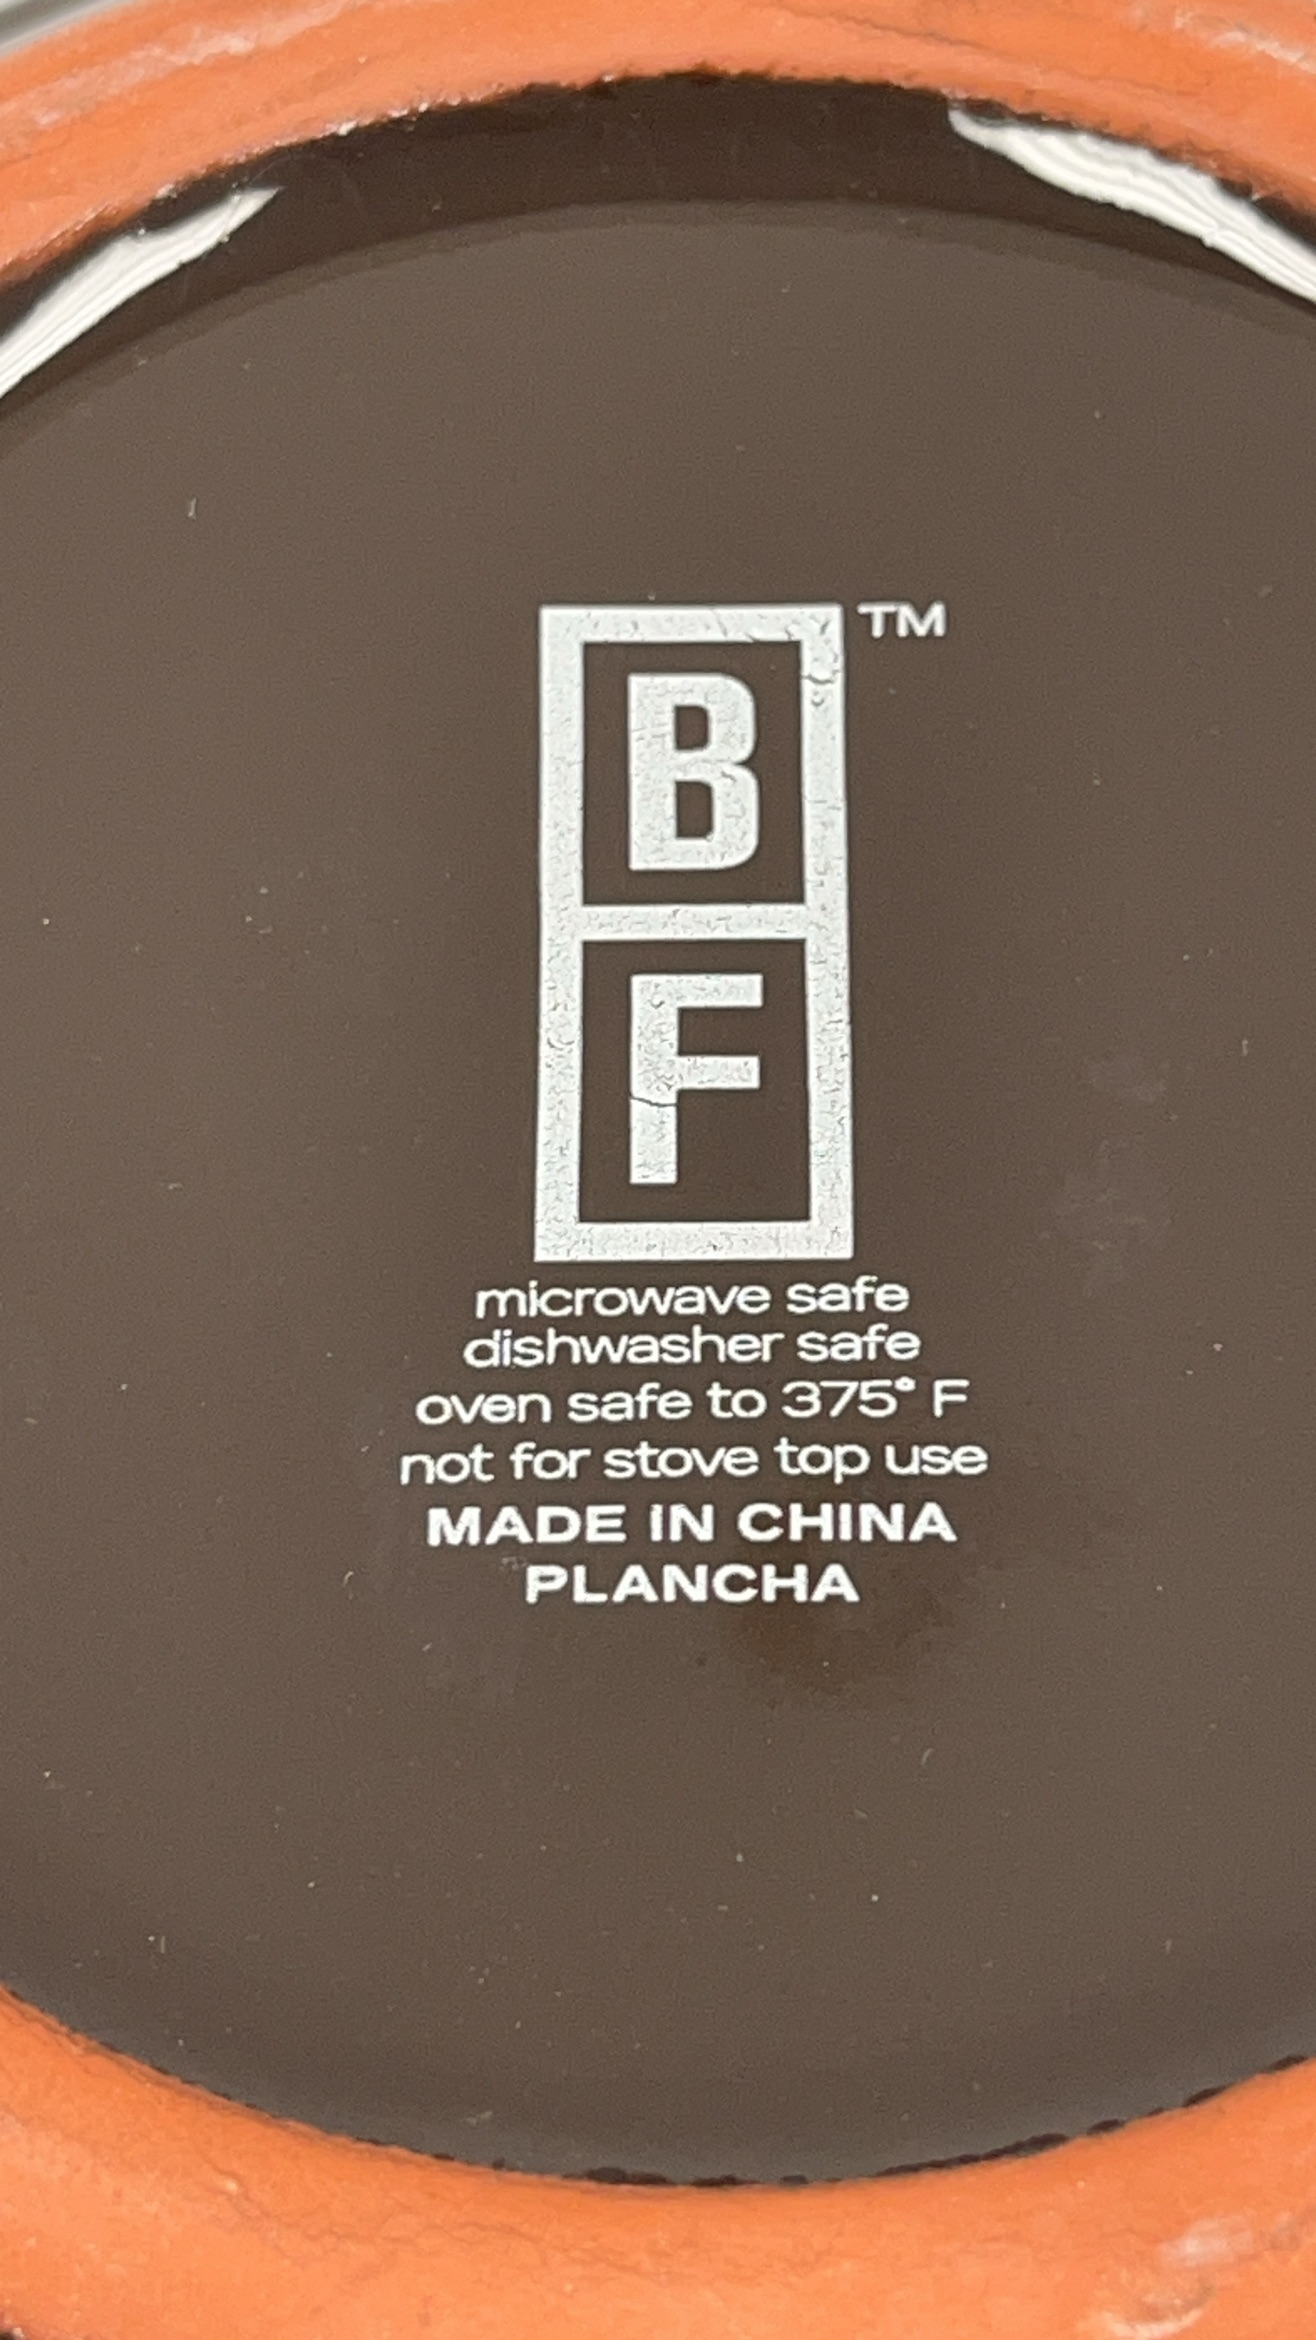 B
F
™
microwave safe
dishwasher safe
oven safe to 375° F
not for stove top use
MADE IN CHINA
PLANCHA